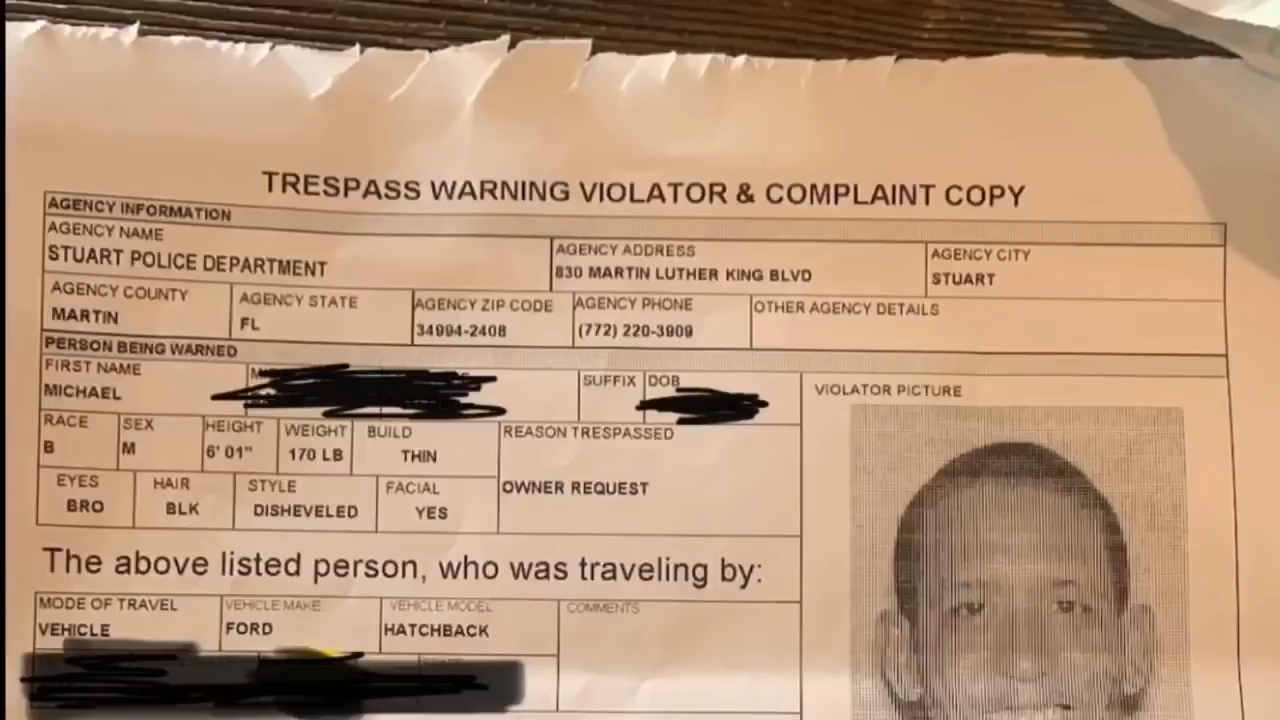 TRESPASS WARNING VIOLATOR & COMPLAINT COPY
AGENCY INFORMATION
AGENCY NAME
STUART POLICE DEPARTMENT
AGENCY ADDRESS
830 MARTIN LUTHER KING BLVD
AGENCY CITY
STUART
AGENCY COUNTY
MARTIN
AGENCY STATE
FL
AGENCY ZIP CODE
34994-2408
AGENCY PHONE
(772) 220-3909
OTHER AGENCY DETAILS
PERSON BEING WARNED
FIRST NAME
MICHAEL
SUFFIX
DOB
VIOLATOR PICTURE
RACE
B
SEX
M
HEIGHT
6' 01"
WEIGHT
170 LB
BUILD
THIN
REASON TRESPASSED
OWNER REQUEST
EYES
BRO
HAIR
BLK
STYLE
DISHEVELED
FACIAL
YES
The above listed person, who was traveling by:
MODE OF TRAVEL
VEHICLE
VEHICLE MAKE
FORD
VEHICLE MODEL
HATCHBACK
COMMENTS